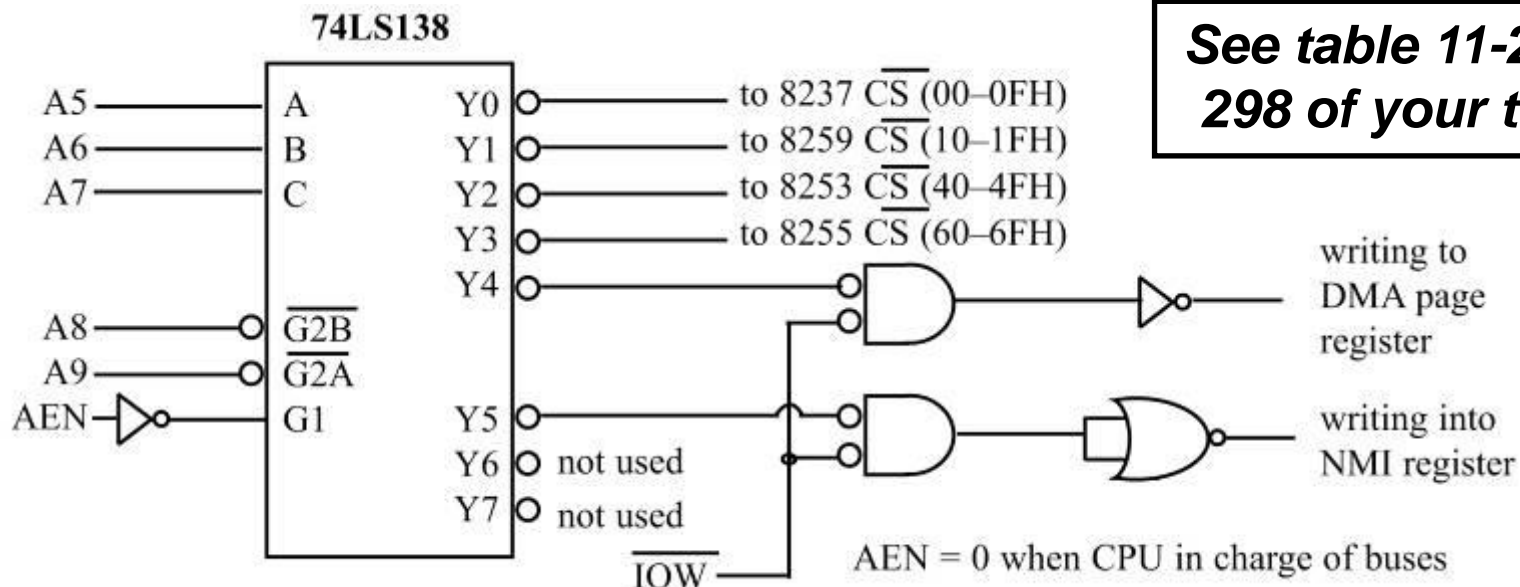 74LS138
See table 11-2
298 of your t
A5
A6
A7
A8
A9
AEN
A
B
C
G2B
G2A
G1
Y0
Y1
Y2
Y3
Y4
Y5
Y6
Y7
to 8237 CS (00–0FH)
to 8259 CS (10–1FH)
to 8253 CS (40–4FH)
to 8255 CS (60–6FH)
writing to
DMA page
register
writing into
NMI register
not used
not used
IOW
AEN = 0 when CPU in charge of buses